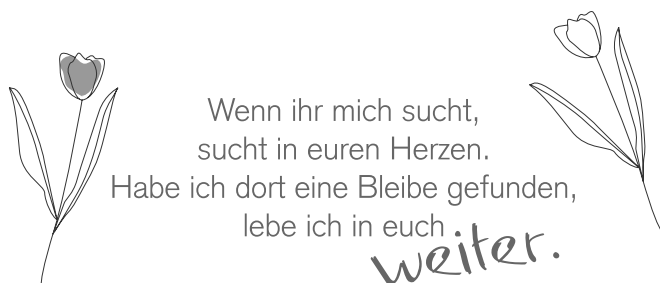 Wenn ihr mich sucht,
sucht in euren Herzen.
Habe ich dort eine Bleibe gefunden,
lebe ich in euch
weiter.